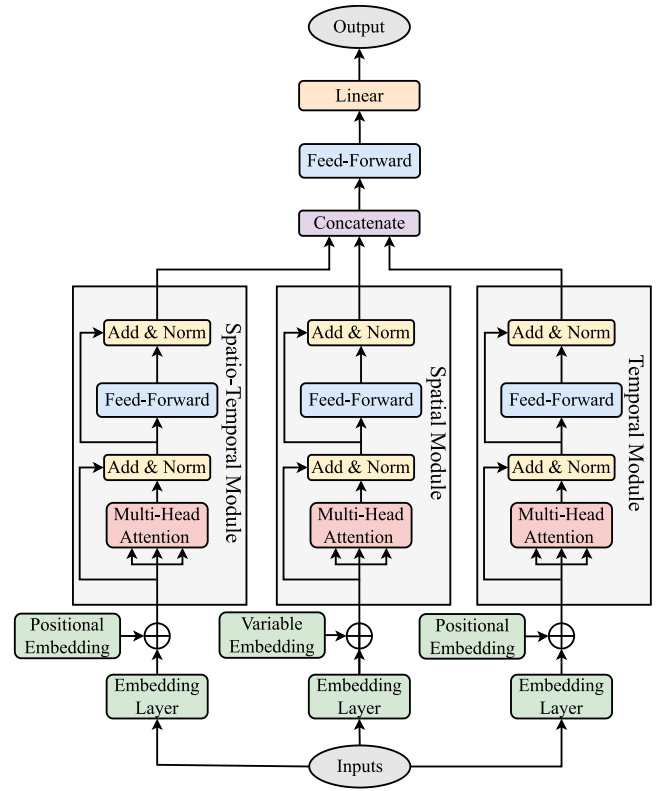 Output
Linear
Feed-Forward
Concatenate
Add & Norm
Feed-Forward
Add & Norm
Multi-Head
Attention
Spatio-Temporal Module
Add & Norm
Feed-Forward
Add & Norm
Multi-Head
Attention
Spatial Module
Add & Norm
Feed-Forward
Add & Norm
Multi-Head
Attention
Temporal Module
Positional
Embedding
Variable
Embedding
Positional
Embedding
Embedding
Layer
Embedding
Layer
Embedding
Layer
Inputs